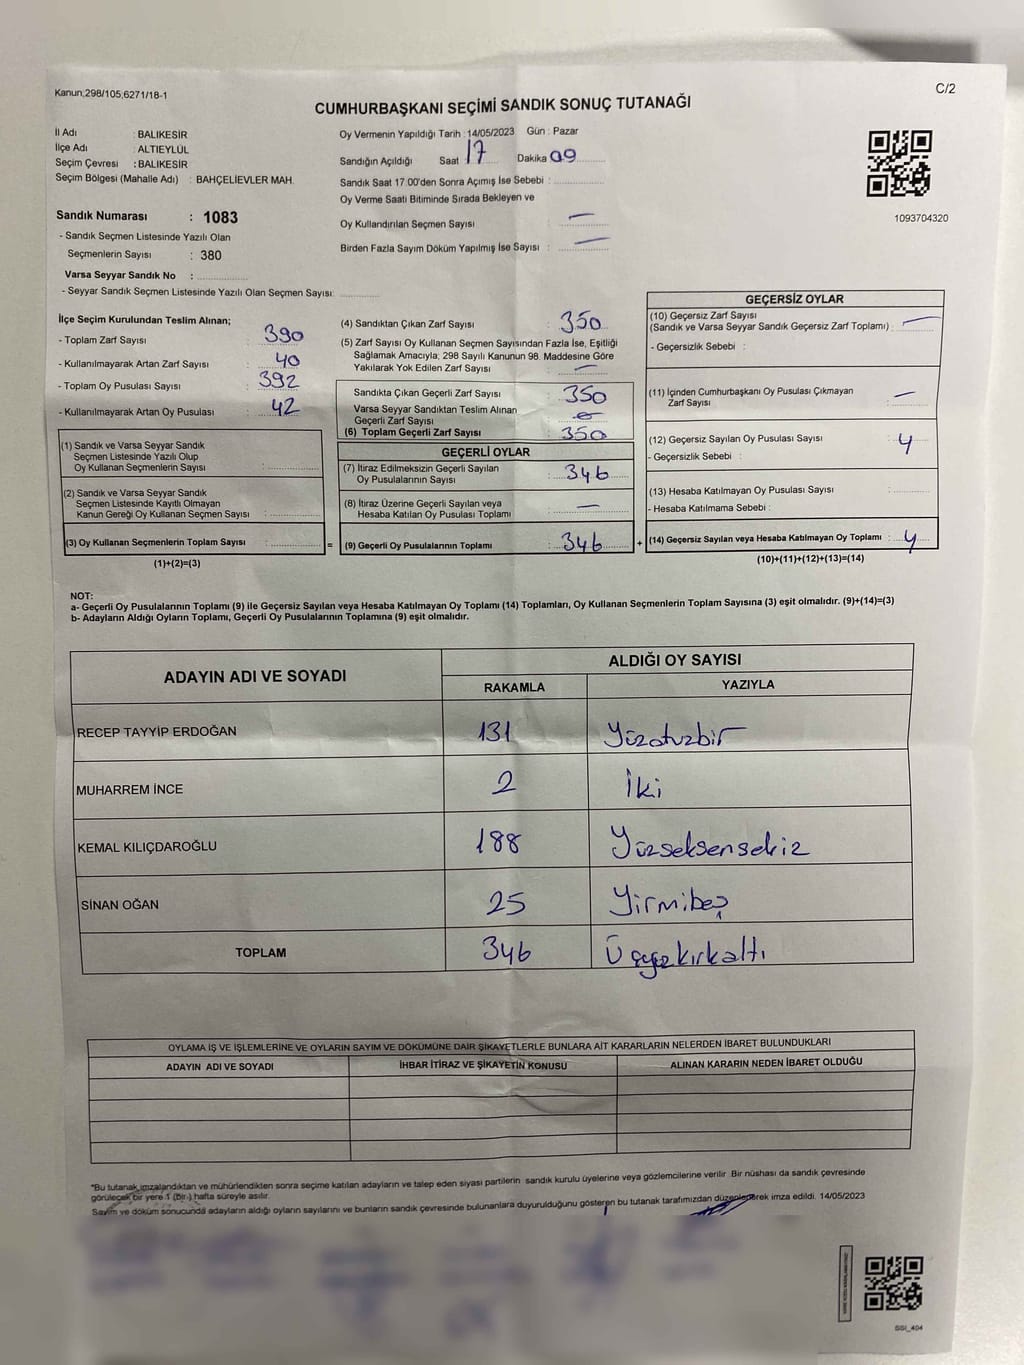 Kanun;298/105;6271/18-1
C/2
CUMHURBAŞKANI SEÇİMİ SANDIK SONUÇ TUTANAĞI
İl Adı : BALIKESİR
İlçe Adı : ALTIEYLÜL
Seçim Çevresi : BALIKESİR
Seçim Bölgesi (Mahalle Adı) : BAHÇELİEVLER MAH.
Sandık Numarası : 1083
- Sandık Seçmen Listesinde Yazılı Olan
Seçmenlerin Sayısı : 380
Varsa Seyyar Sandık No :
- Seyyar Sandık Seçmen Listesinde Yazılı Olan Seçmen Sayısı:
Oy Vermenin Yapıldığı Tarih : 14/05/2023 Gün : Pazar
Sandığın Açıldığı Saat 17 Dakika 09
Sandık Saat 17.00'den Sonra Açımış İse Sebebi :
Oy Verme Saati Bitiminde Sırada Bekleyen ve
Oy Kullandırılan Seçmen Sayısı : —
Birden Fazla Sayım Döküm Yapılmış İse Sayısı : —
1093704320
İlçe Seçim Kurulundan Teslim Alınan;
- Toplam Zarf Sayısı : 390
- Kullanılmayarak Artan Zarf Sayısı : 40
- Toplam Oy Pusulası Sayısı : 392
- Kullanılmayarak Artan Oy Pusulası : 42
(1) Sandık ve Varsa Seyyar Sandık
Seçmen Listesinde Yazılı Olup
Oy Kullanan Seçmenlerin Sayısı :
(2) Sandık ve Varsa Seyyar Sandık
Seçmen Listesinde Kayıtlı Olmayan
Kanun Gereği Oy Kullanan Seçmen Sayısı :
(3) Oy Kullanan Seçmenlerin Toplam Sayısı :
(1)+(2)=(3)
(4) Sandıktan Çıkan Zarf Sayısı : 350
(5) Zarf Sayısı Oy Kullanan Seçmen Sayısından Fazla İse, Eşitliği
Sağlamak Amacıyla; 298 Sayılı Kanunun 98. Maddesine Göre
Yakılarak Yok Edilen Zarf Sayısı : —
Sandıkta Çıkan Geçerli Zarf Sayısı : 350
Varsa Seyyar Sandıktan Teslim Alınan
Geçerli Zarf Sayısı :
(6) Toplam Geçerli Zarf Sayısı : 350
GEÇERLİ OYLAR
(7) İtiraz Edilmeksizin Geçerli Sayılan
Oy Pusulalarının Sayısı : 346
(8) İtiraz Üzerine Geçerli Sayılan veya
Hesaba Katılan Oy Pusulası Toplamı : —
= (9) Geçerli Oy Pusulalarının Toplamı : 346 +
GEÇERSİZ OYLAR
(10) Geçersiz Zarf Sayısı
(Sandık ve Varsa Seyyar Sandık Geçersiz Zarf Toplamı) : —
- Geçersizlik Sebebi :
(11) İçinden Cumhurbaşkanı Oy Pusulası Çıkmayan
Zarf Sayısı : —
(12) Geçersiz Sayılan Oy Pusulası Sayısı : 4
- Geçersizlik Sebebi :
(13) Hesaba Katılmayan Oy Pusulası Sayısı :
- Hesaba Katılmama Sebebi :
(14) Geçersiz Sayılan veya Hesaba Katılmayan Oy Toplamı : 4
(10)+(11)+(12)+(13)=(14)
NOT:
a- Geçerli Oy Pusulalarının Toplamı (9) ile Geçersiz Sayılan veya Hesaba Katılmayan Oy Toplamı (14) Toplamları, Oy Kullanan Seçmenlerin Toplam Sayısına (3) eşit olmalıdır. (9)+(14)=(3)
b- Adayların Aldığı Oyların Toplamı, Geçerli Oy Pusulalarının Toplamına (9) eşit olmalıdır.
ADAYIN ADI VE SOYADI ALDIĞI OY SAYISI
RAKAMLA YAZIYLA
RECEP TAYYİP ERDOĞAN 131 Yüzotuzbir
MUHARREM İNCE 2 İki
KEMAL KILIÇDAROĞLU 188 Yüzseksensekiz
SİNAN OĞAN 25 Yirmibeş
TOPLAM 346 Üçyüzkırkaltı
OYLAMA İŞ VE İŞLEMLERİNE VE OYLARIN SAYIM VE DÖKÜMÜNE DAİR ŞİKAYETLERLE BUNLARA AİT KARARLARIN NELERDEN İBARET BULUNDUKLARI
ADAYIN ADI VE SOYADI İHBAR İTİRAZ VE ŞİKAYETİN KONUSU ALINAN KARARIN NEDEN İBARET OLDUĞU
*Bu tutanak imzalandıktan ve mühürlendikten sonra seçime katılan adayların ve talep eden siyasi partilerin sandık kurulu üyelerine veya gözlemcilerine verilir. Bir nüshası da sandık çevresinde
görülecek bir yere 1 (bir) hafta süreyle asılır.
Sayım ve döküm sonucunda adayların aldığı oyların sayılarını ve bunların sandık çevresinde bulunanlara duyurulduğunu gösteren bu tutanak tarafımızdan düzenlenerek imza edildi. 14/05/2023
SSI_404